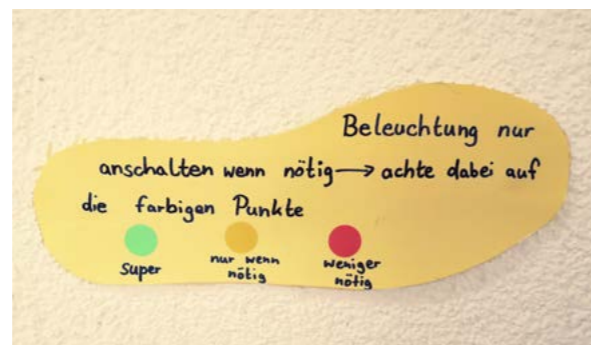 Beleuchtung nur
anschalten wenn nötig → achte dabei auf
die farbigen Punkte
Super
nur wenn
nötig
weniger
nötig